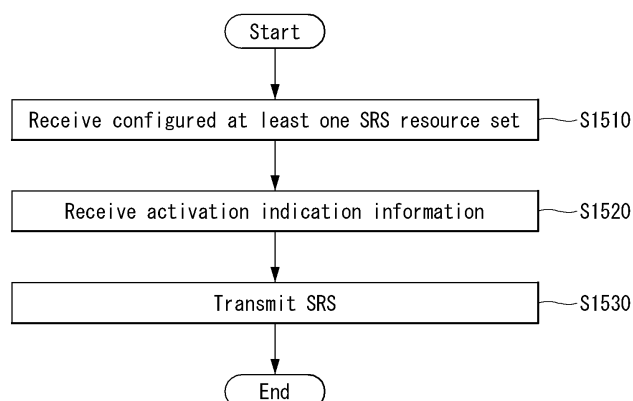 Start
Receive configured at least one SRS resource set
S1510
Receive activation indication information
S1520
Transmit SRS
S1530
End